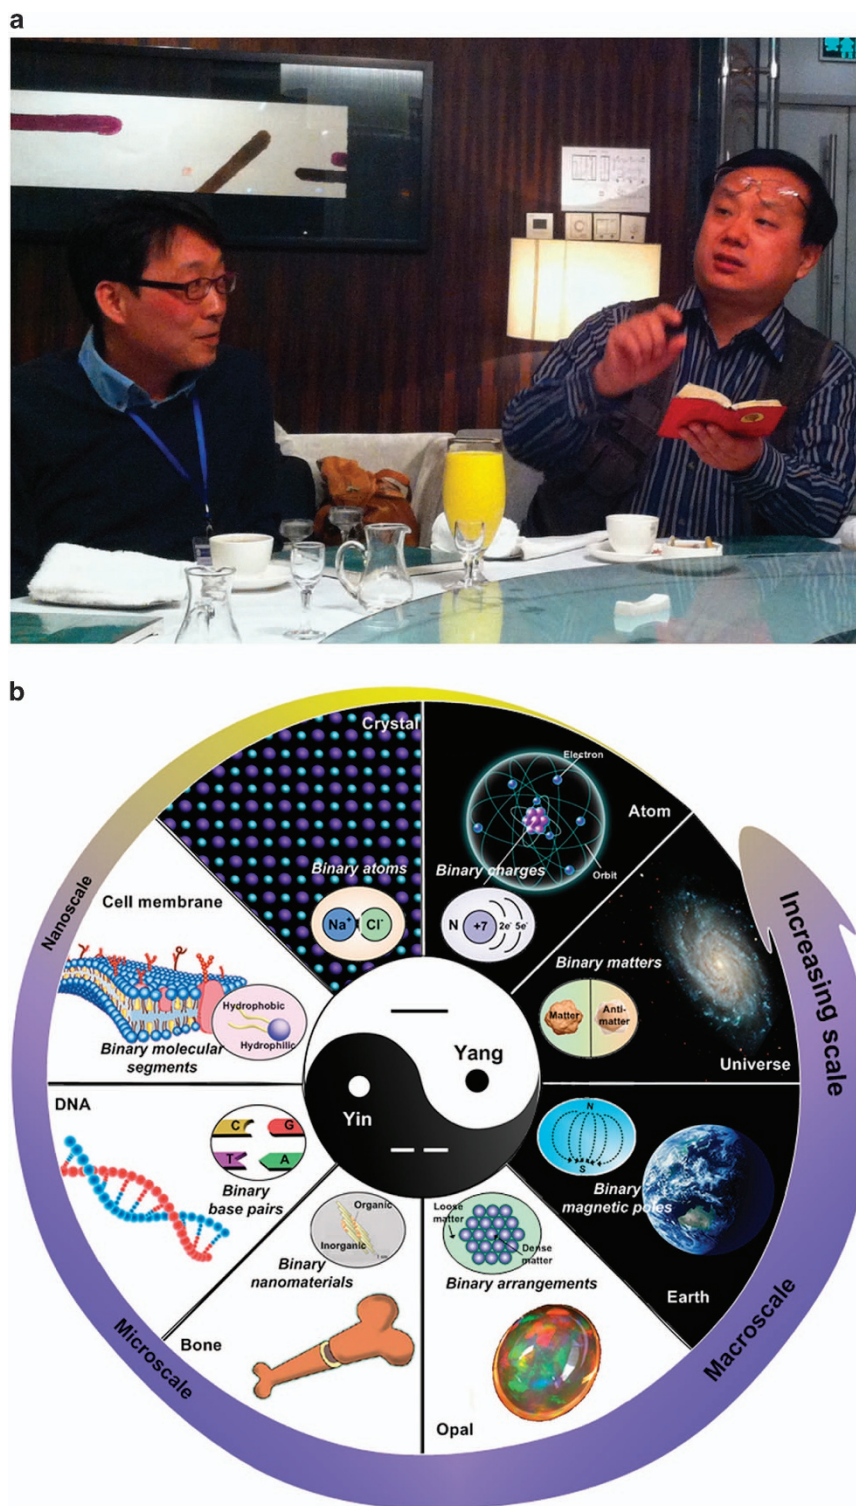 a
b
Crystal
Binary atoms
Na+
Cl-
Electron
Atom
Binary charges
Orbit
N
+7
2e-
5e-
Nanoscale
Cell membrane
Hydrophobic
Hydrophilic
Binary molecular
segments
Binary matters
Matter
Anti-
matter
Universe
Increasing scale
Yang
Yin
DNA
C
G
T
A
Binary
base pairs
N
S
Binary
magnetic poles
Earth
Organic
Inorganic
Binary
nanomaterials
Bone
Loose
matter
Dense
matter
Binary arrangements
Opal
Microscale
Macroscale